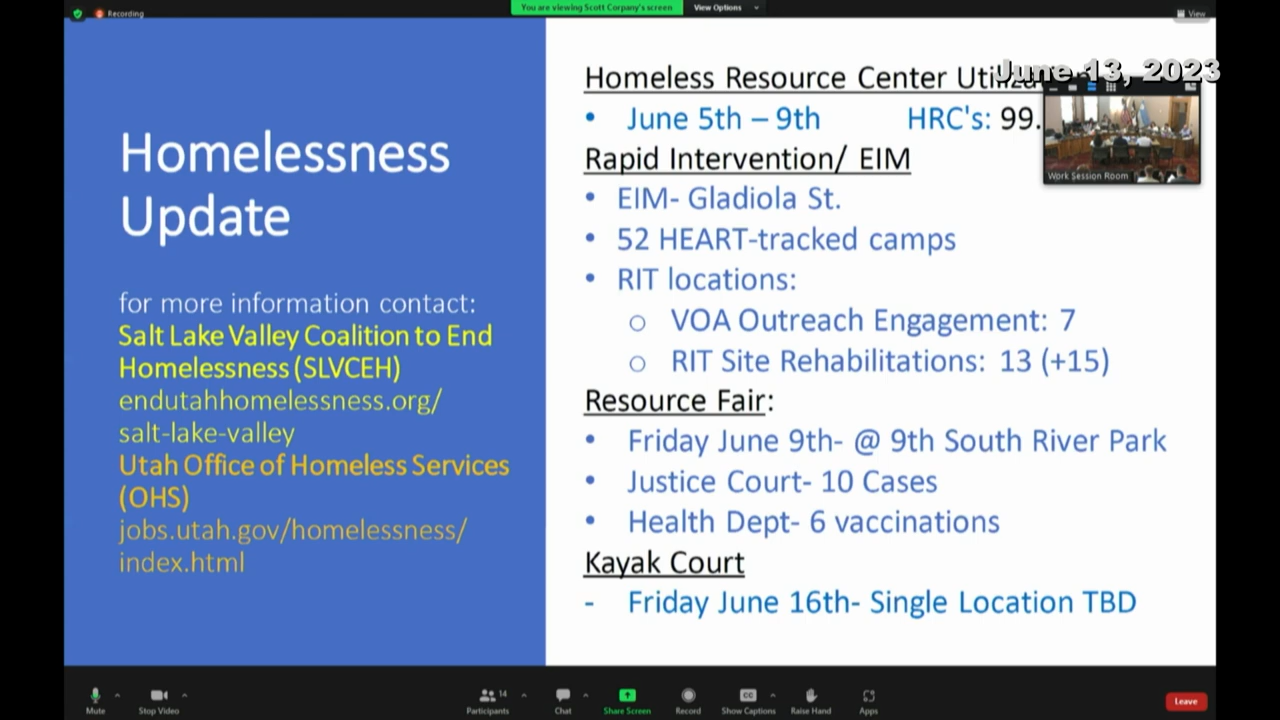 Recording
You are viewing Scott Corpany's screen
View Options
View
June 13, 2023
Homelessness
Update
for more information contact:
Salt Lake Valley Coalition to End
Homelessness (SLVCEH)
endutahhomelessness.org/
salt-lake-valley
Utah Office of Homeless Services
(OHS)
jobs.utah.gov/homelessness/
index.html
Homeless Resource Center
• June 5th – 9th HRC's: 99.
Rapid Intervention/ EIM
• EIM- Gladiola St.
• 52 HEART-tracked camps
• RIT locations:
o VOA Outreach Engagement: 7
o RIT Site Rehabilitations: 13 (+15)
Resource Fair:
• Friday June 9th- @ 9th South River Park
• Justice Court- 10 Cases
• Health Dept- 6 vaccinations
Kayak Court
- Friday June 16th- Single Location TBD
Work Session Room
Mute
Stop Video
Participants 14
Chat
Share Screen
Record
CC
Show Captions
Raise Hand
Apps
Leave